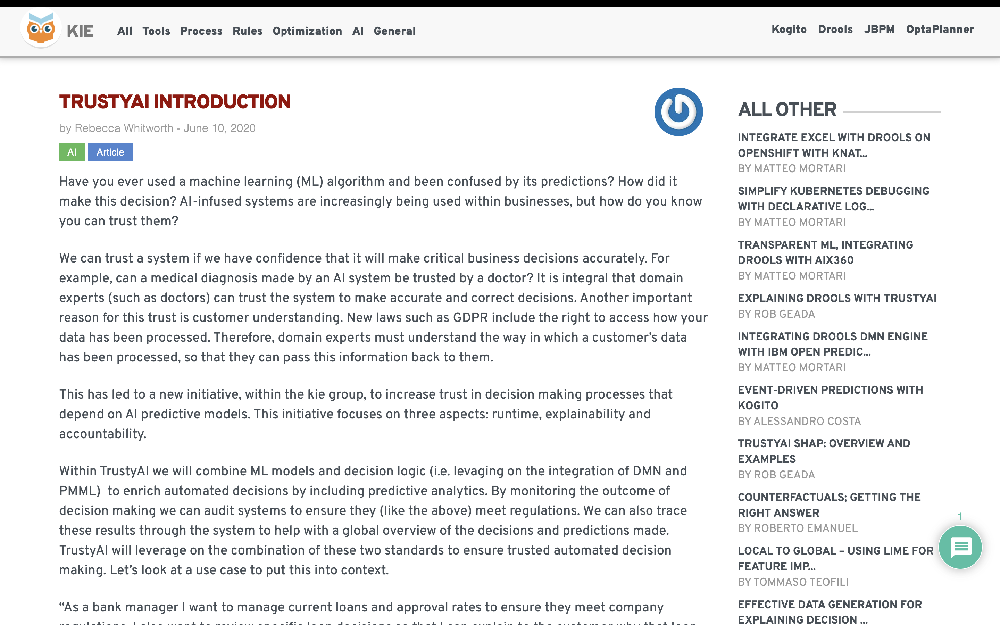 KIE
All Tools Process Rules Optimization AI General
Kogito Drools JBPM OptaPlanner
TRUSTYAI INTRODUCTION
by Rebecca Whitworth - June 10, 2020
AI Article
Have you ever used a machine learning (ML) algorithm and been confused by its predictions? How did it
make this decision? AI-infused systems are increasingly being used within businesses, but how do you know
you can trust them?
We can trust a system if we have confidence that it will make critical business decisions accurately. For
example, can a medical diagnosis made by an AI system be trusted by a doctor? It is integral that domain
experts (such as doctors) can trust the system to make accurate and correct decisions. Another important
reason for this trust is customer understanding. New laws such as GDPR include the right to access how your
data has been processed. Therefore, domain experts must understand the way in which a customer’s data
has been processed, so that they can pass this information back to them.
This has led to a new initiative, within the kie group, to increase trust in decision making processes that
depend on AI predictive models. This initiative focuses on three aspects: runtime, explainability and
accountability.
Within TrustyAI we will combine ML models and decision logic (i.e. levaging on the integration of DMN and
PMML)  to enrich automated decisions by including predictive analytics. By monitoring the outcome of
decision making we can audit systems to ensure they (like the above) meet regulations. We can also trace
these results through the system to help with a global overview of the decisions and predictions made.
TrustyAI will leverage on the combination of these two standards to ensure trusted automated decision
making. Let’s look at a use case to put this into context.
“As a bank manager I want to manage current loans and approval rates to ensure they meet company
regulations. I also want to review specific loan decisions so that I can explain to the customer why that loan
ALL OTHER
INTEGRATE EXCEL WITH DROOLS ON
OPENSHIFT WITH KNAT...
BY MATTEO MORTARI
SIMPLIFY KUBERNETES DEBUGGING
WITH DECLARATIVE LOG...
BY MATTEO MORTARI
TRANSPARENT ML, INTEGRATING
DROOLS WITH AIX360
BY MATTEO MORTARI
EXPLAINING DROOLS WITH TRUSTYAI
BY ROB GEADA
INTEGRATING DROOLS DMN ENGINE
WITH IBM OPEN PREDIC...
BY MATTEO MORTARI
EVENT-DRIVEN PREDICTIONS WITH
KOGITO
BY ALESSANDRO COSTA
TRUSTYAI SHAP: OVERVIEW AND
EXAMPLES
BY ROB GEADA
COUNTERFACTUALS; GETTING THE
RIGHT ANSWER
BY ROBERTO EMANUEL
LOCAL TO GLOBAL – USING LIME FOR
FEATURE IMP...
BY TOMMASO TEOFILI
EFFECTIVE DATA GENERATION FOR
EXPLAINING DECISION ...
1